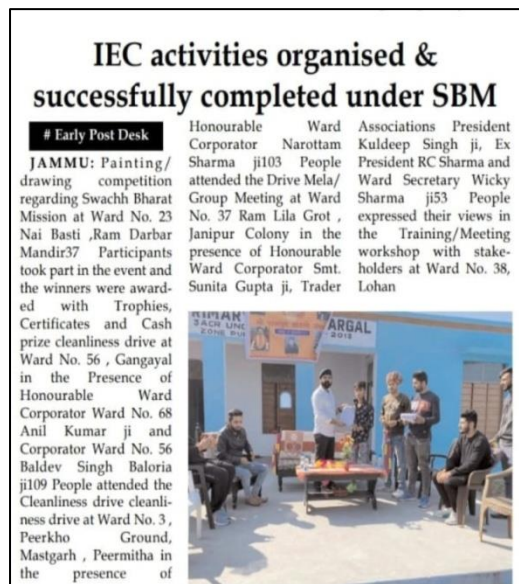 IEC activities organised &
successfully completed under SBM
# Early Post Desk
JAMMU: Painting/
drawing competition
regarding Swachh Bharat
Mission at Ward No. 23
Nai Basti ,Ram Darbar
Mandir37 Participants
took part in the event and
the winners were award-
ed with Trophies,
Certificates and Cash
prize cleanliness drive at
Ward No. 56 , Gangayal
in the Presence of
Honourable Ward
Corporator Ward No. 68
Anil Kumar ji and
Corporator Ward No. 56
Baldev Singh Baloria
ji109 People attended the
Cleanliness drive cleanli-
ness drive at Ward No. 3 ,
Peerkho Ground,
Mastgarh , Peermitha in
the presence of
Honourable Ward
Corporator Narottam
Sharma ji103 People
attended the Drive Mela/
Group Meeting at Ward
No. 37 Ram Lila Grot ,
Janipur Colony in the
presence of Honourable
Ward Corporator Smt.
Sunita Gupta ji, Trader
Associations President
Kuldeep Singh ji, Ex
President RC Sharma and
Ward Secretary Wicky
Sharma ji53 People
expressed their views in
the Training/Meeting
workshop with stake-
holders at Ward No. 38,
Lohan
RIMAR
ARGAL